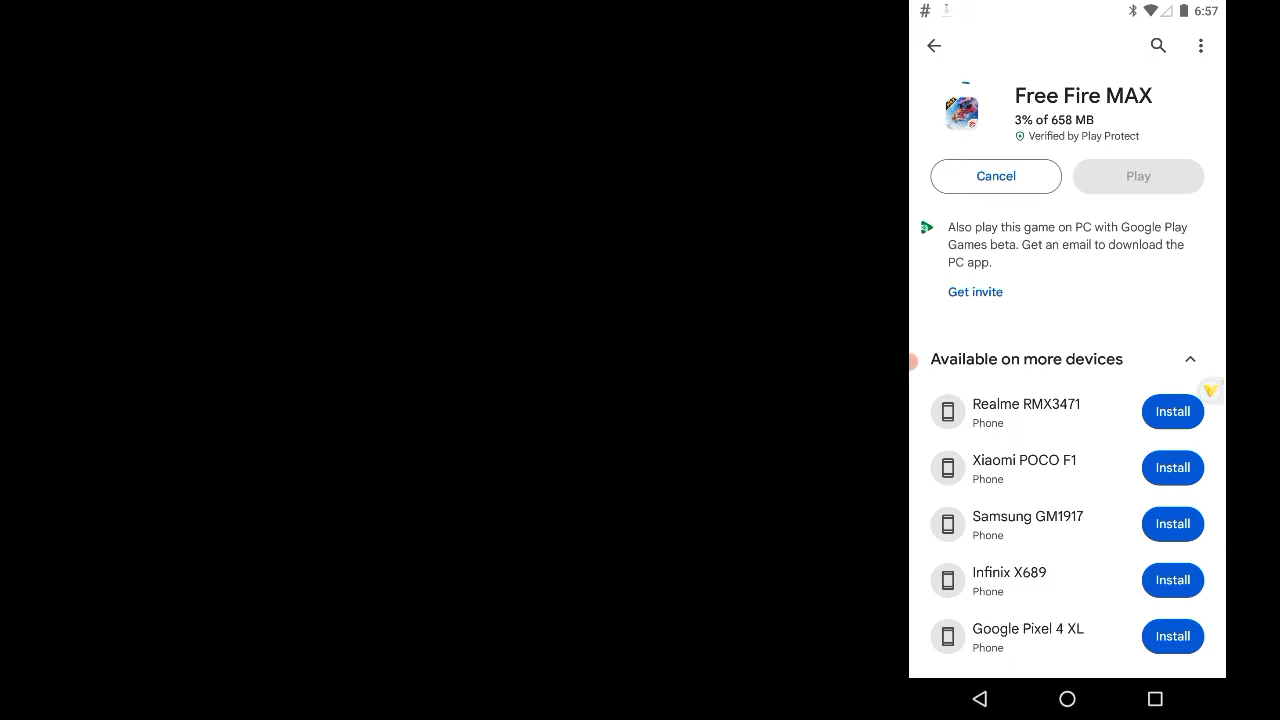 # 6:57
Free Fire MAX
3% of 658 MB
Verified by Play Protect
Cancel Play
Also play this game on PC with Google Play
Games beta. Get an email to download the
PC app.
Get invite
Available on more devices
Realme RMX3471
Phone
Install
Xiaomi POCO F1
Phone
Install
Samsung GM1917
Phone
Install
Infinix X689
Phone
Install
Google Pixel 4 XL
Phone
Install